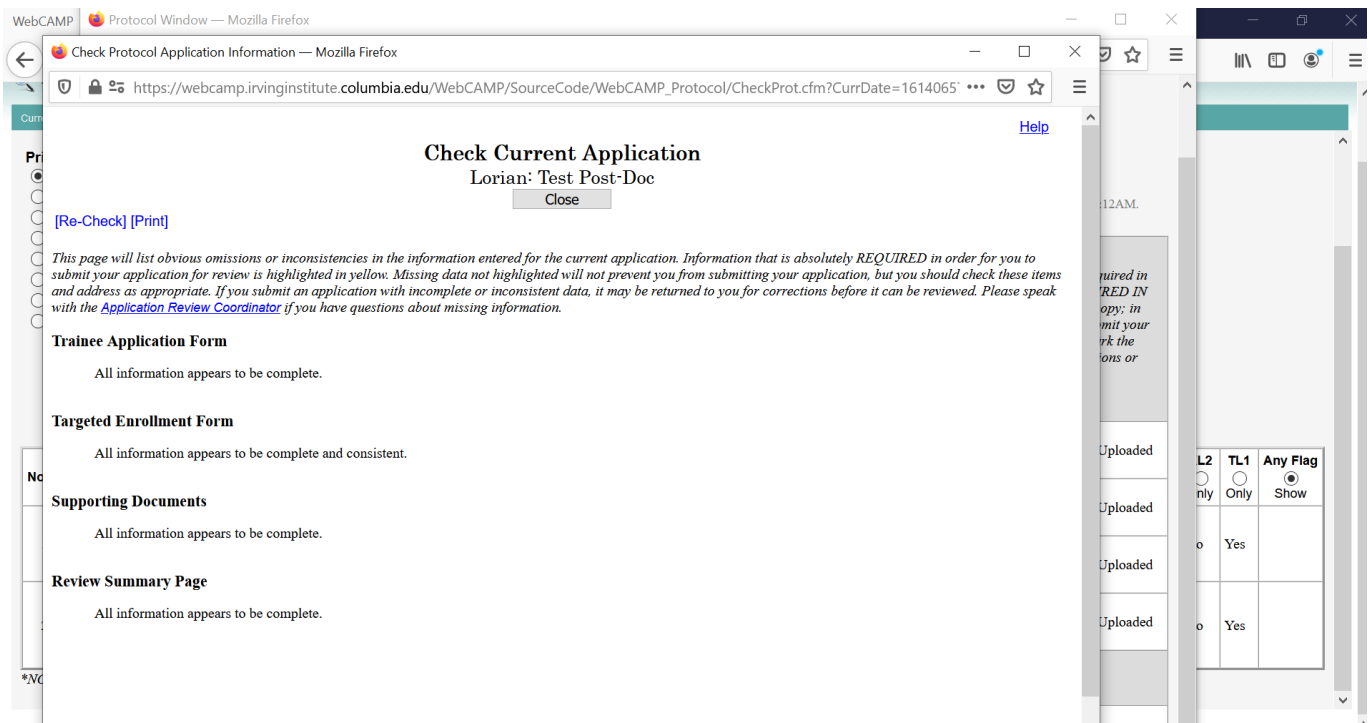 WebCAMP
Protocol Window — Mozilla Firefox
Check Protocol Application Information — Mozilla Firefox
https://webcamp.irvinginstitute.columbia.edu/WebCAMP/SourceCode/WebCAMP_Protocol/CheckProt.cfm?CurrDate=1614065
Help
Check Current Application
Lorian: Test Post-Doc
Close
[Re-Check] [Print]
This page will list obvious omissions or inconsistencies in the information entered for the current application. Information that is absolutely REQUIRED in order for you to
submit your application for review is highlighted in yellow. Missing data not highlighted will not prevent you from submitting your application, but you should check these items
and address as appropriate. If you submit an application with incomplete or inconsistent data, it may be returned to you for corrections before it can be reviewed. Please speak
with the Application Review Coordinator if you have questions about missing information.
Trainee Application Form
All information appears to be complete.
Targeted Enrollment Form
All information appears to be complete and consistent.
Supporting Documents
All information appears to be complete.
Review Summary Page
All information appears to be complete.
Curr
Pri
No
*NO
:12AM.
quired in
IRED IN
opy; in
mit your
rk the
ions or
Uploaded
Uploaded
Uploaded
Uploaded
L2
nly
TL1
Only
Any Flag
Show
o
Yes
o
Yes